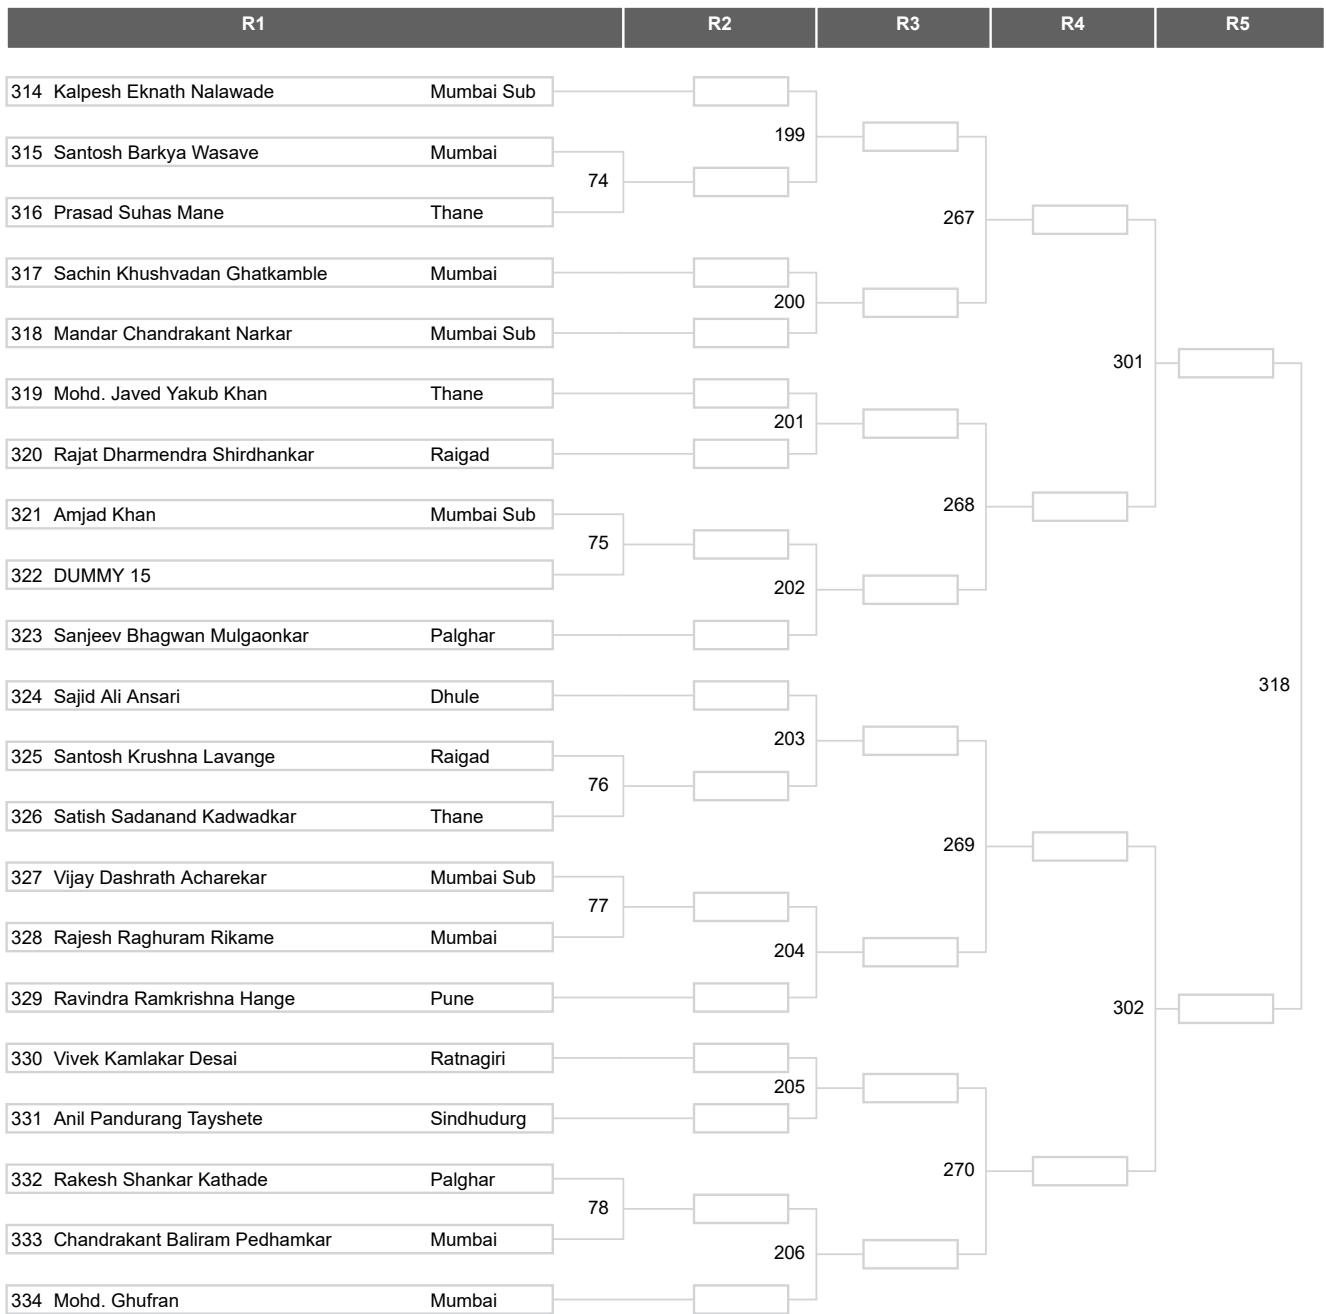 R1 R2 R3 R4 R5
314 Kalpesh Eknath Nalawade Mumbai Sub
199
315 Santosh Barkya Wasave Mumbai
74
316 Prasad Suhas Mane Thane
267
317 Sachin Khushvadan Ghatkamble Mumbai
200
318 Mandar Chandrakant Narkar Mumbai Sub
301
319 Mohd. Javed Yakub Khan Thane
201
320 Rajat Dharmendra Shirdhankar Raigad
268
321 Amjad Khan Mumbai Sub
75
322 DUMMY 15
202
323 Sanjeev Bhagwan Mulgaonkar Palghar
318
324 Sajid Ali Ansari Dhule
203
325 Santosh Krushna Lavange Raigad
76
326 Satish Sadanand Kadwadkar Thane
269
327 Vijay Dashrath Acharekar Mumbai Sub
77
328 Rajesh Raghuram Rikame Mumbai
204
329 Ravindra Ramkrishna Hange Pune
302
330 Vivek Kamlakar Desai Ratnagiri
205
331 Anil Pandurang Tayshete Sindhudurg
270
332 Rakesh Shankar Kathade Palghar
78
333 Chandrakant Baliram Pedhamkar Mumbai
206
334 Mohd. Ghufran Mumbai